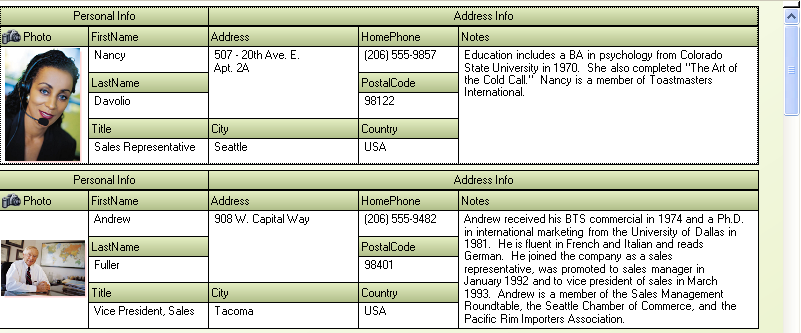 Personal Info Address Info
Photo FirstName Address HomePhone Notes
Nancy 507 - 20th Ave. E. (206) 555-9857 Education includes a BA in psychology from Colorado
Apt. 2A State University in 1970.  She also completed "The Art of
LastName PostalCode the Cold Call."  Nancy is a member of Toastmasters
Davolio 98122 International.
Title City Country
Sales Representative Seattle USA
Personal Info Address Info
Photo FirstName Address HomePhone Notes
Andrew 908 W. Capital Way (206) 555-9482 Andrew received his BTS commercial in 1974 and a Ph.D.
in international marketing from the University of Dallas in
LastName PostalCode 1981.  He is fluent in French and Italian and reads
German.  He joined the company as a sales
Fuller 98401 representative, was promoted to sales manager in
January 1992 and to vice president of sales in March
Title City Country 1993.  Andrew is a member of the Sales Management
Vice President, Sales Tacoma USA Roundtable, the Seattle Chamber of Commerce, and the
Pacific Rim Importers Association.